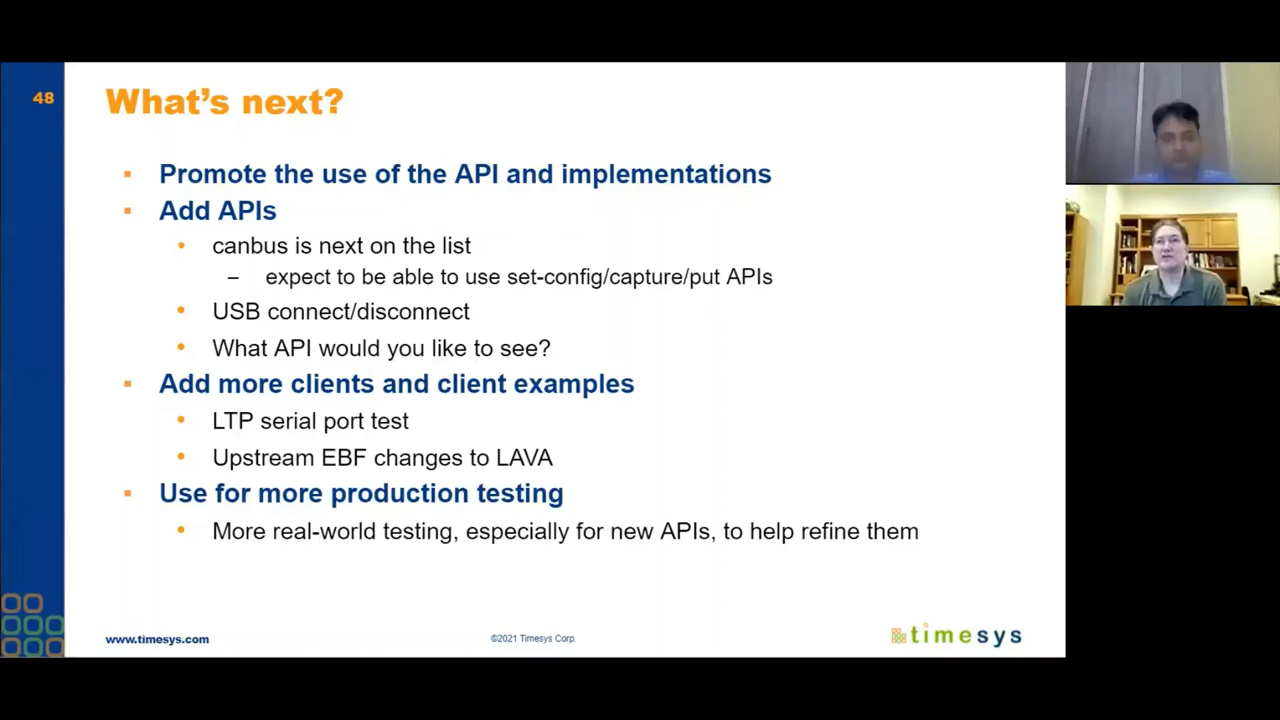 48
What's next?
▪ Promote the use of the API and implementations
▪ Add APIs
• canbus is next on the list
– expect to be able to use set-config/capture/put APIs
• USB connect/disconnect
• What API would you like to see?
▪ Add more clients and client examples
• LTP serial port test
• Upstream EBF changes to LAVA
▪ Use for more production testing
• More real-world testing, especially for new APIs, to help refine them
www.timesys.com
©2021 Timesys Corp.
timesys